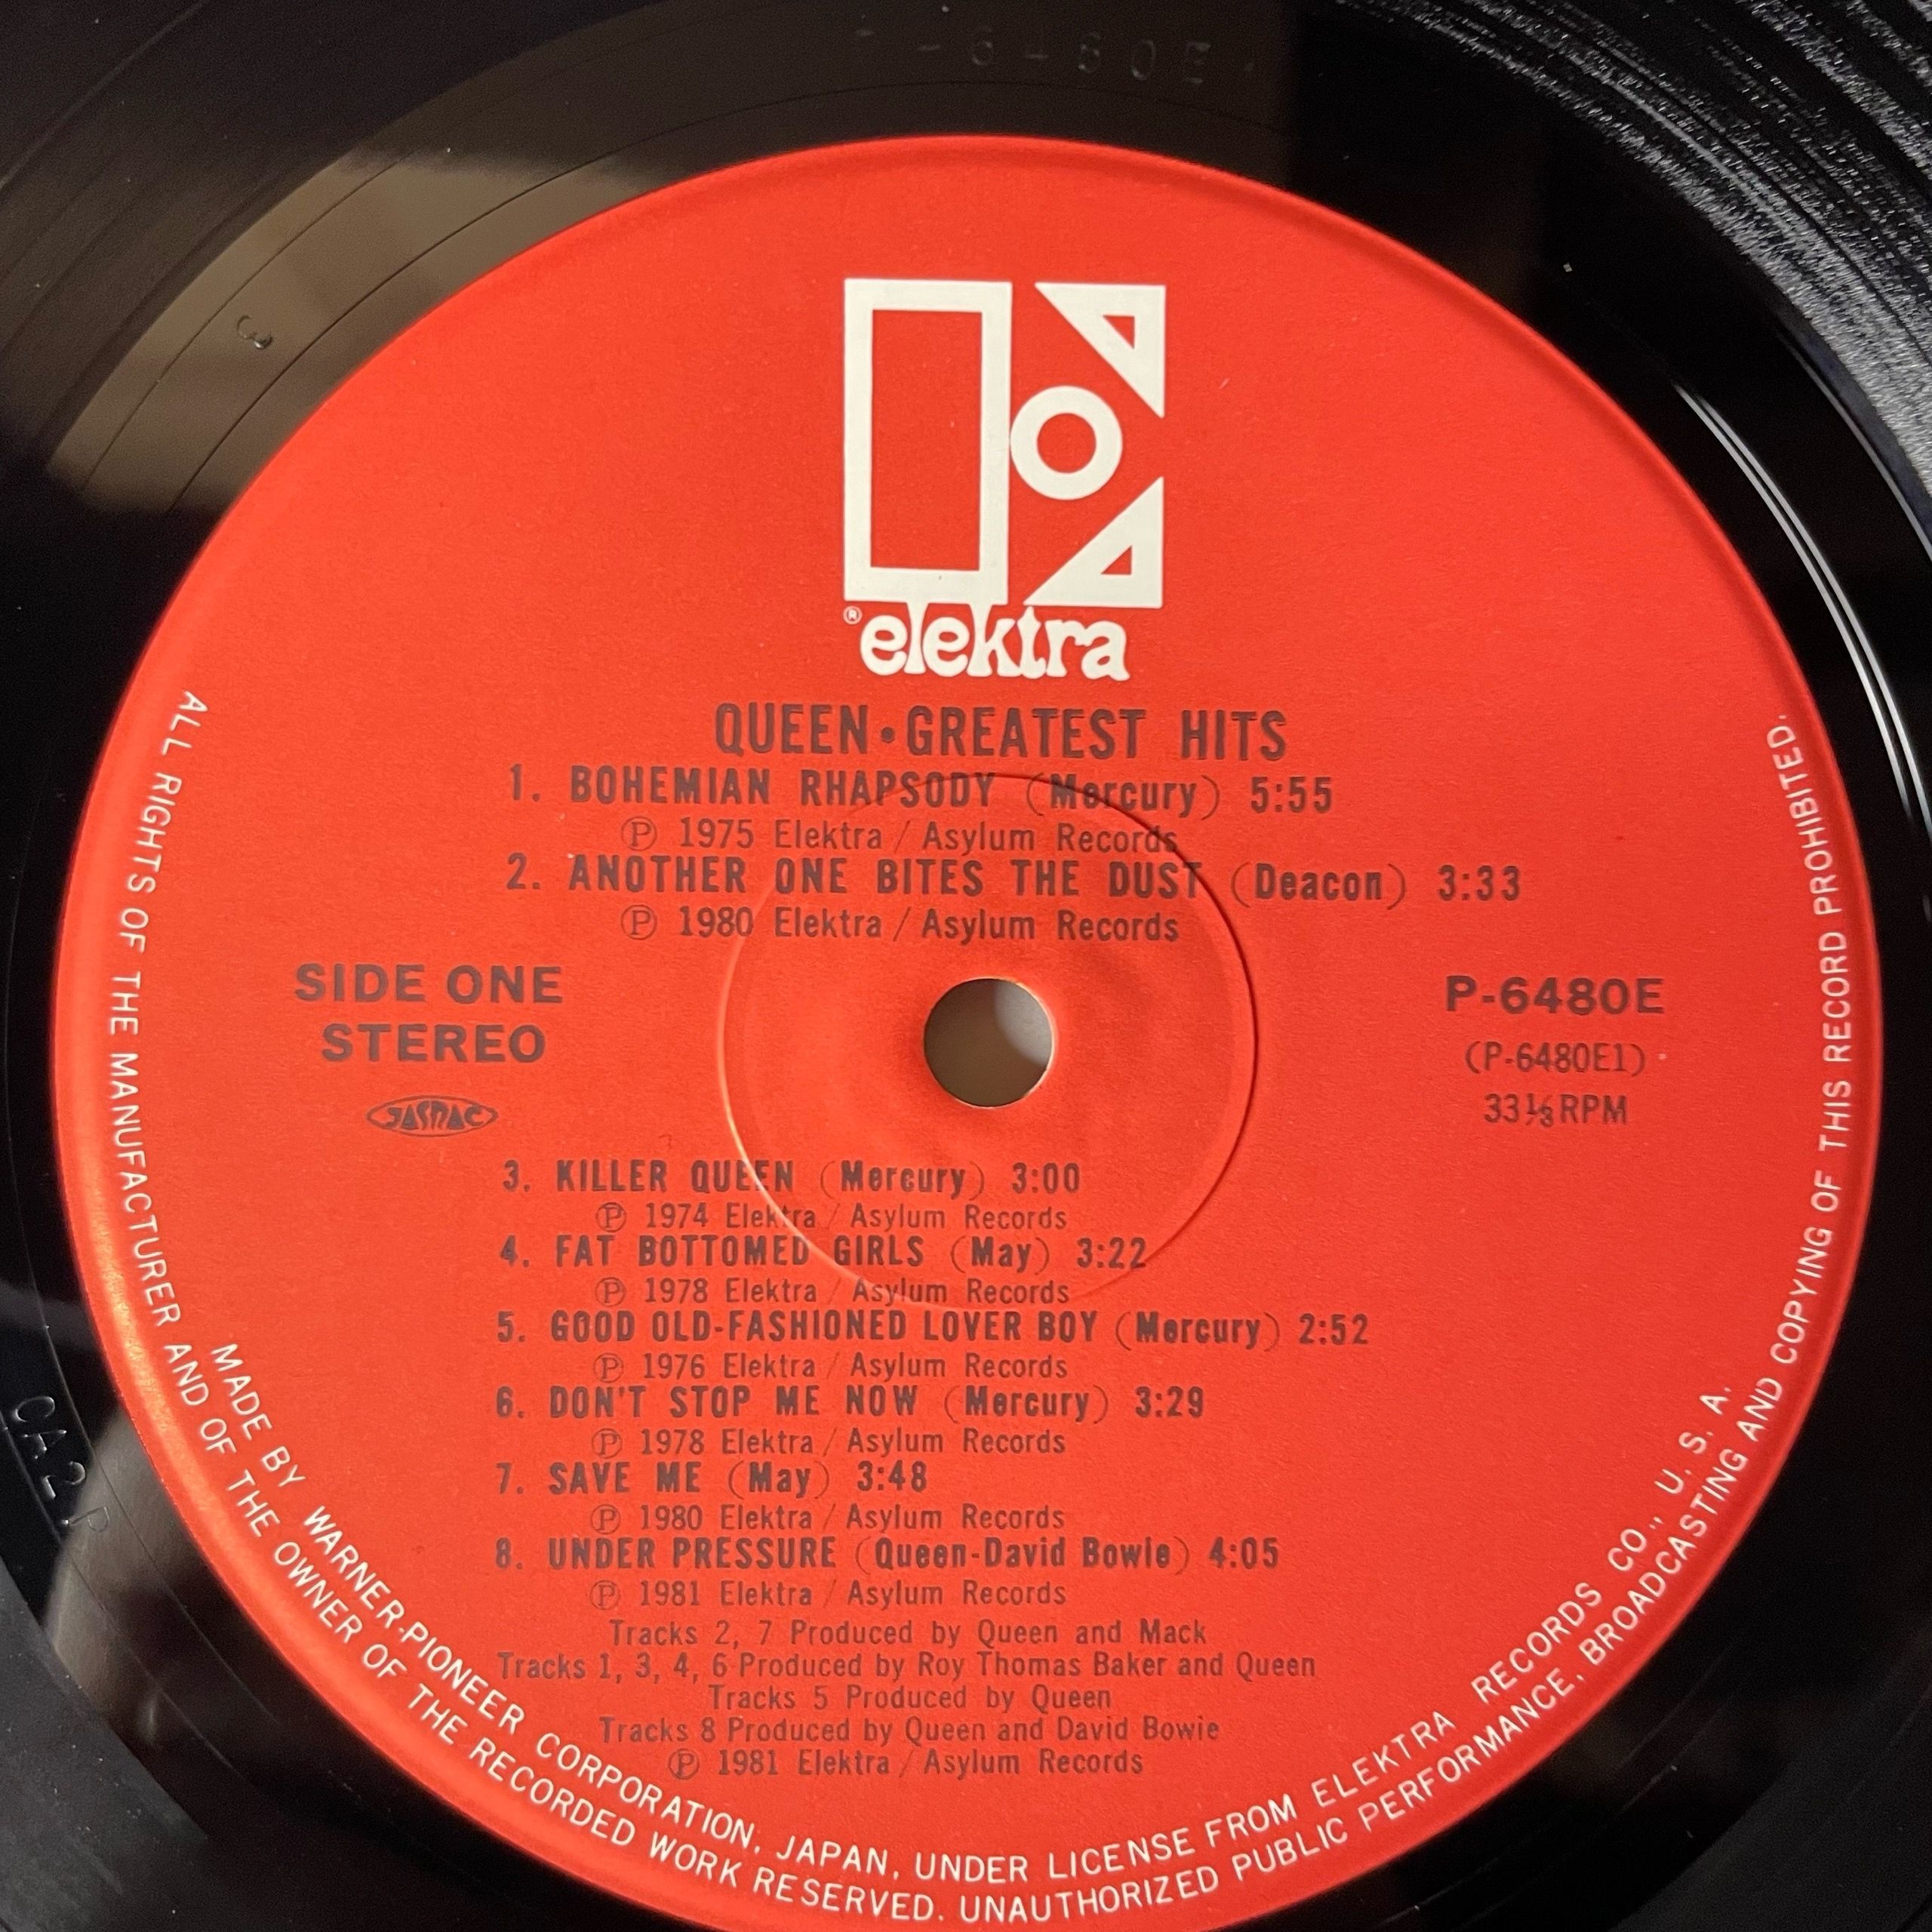 -6-80E
3
® elektra
QUEEN•GREATEST HITS
1. BOHEMIAN RHAPSODY (Mercury) 5:55
Ⓟ 1975 Elektra / Asylum Records
2. ANOTHER ONE BITES THE DUST (Deacon) 3:33
Ⓟ 1980 Elektra / Asylum Records
SIDE ONE
STEREO
JASRAC
P-6480E
(P-6480E1)
33⅓ RPM
3. KILLER QUEEN (Mercury) 3:00
Ⓟ 1974 Elektra / Asylum Records
4. FAT BOTTOMED GIRLS (May) 3:22
Ⓟ 1978 Elektra / Asylum Records
5. GOOD OLD-FASHIONED LOVER BOY (Mercury) 2:52
Ⓟ 1976 Elektra / Asylum Records
6. DON'T STOP ME NOW (Mercury) 3:29
Ⓟ 1978 Elektra / Asylum Records
7. SAVE ME (May) 3:48
Ⓟ 1980 Elektra / Asylum Records
8. UNDER PRESSURE (Queen-David Bowie) 4:05
Ⓟ 1981 Elektra / Asylum Records
Tracks 2, 7 Produced by Queen and Mack
Tracks 1, 3, 4, 6 Produced by Roy Thomas Baker and Queen
Tracks 5 Produced by Queen
Tracks 8 Produced by Queen and David Bowie
Ⓟ 1981 Elektra / Asylum Records
MADE BY WARNER-PIONEER CORPORATION, JAPAN, UNDER LICENSE FROM ELEKTRA RECORDS CO., U. S. A.
ALL RIGHTS OF THE MANUFACTURER AND OF THE OWNER OF THE RECORDED WORK RESERVED. UNAUTHORIZED PUBLIC PERFORMANCE, BROADCASTING AND COPYING OF THIS RECORD PROHIBITED.
CA2P